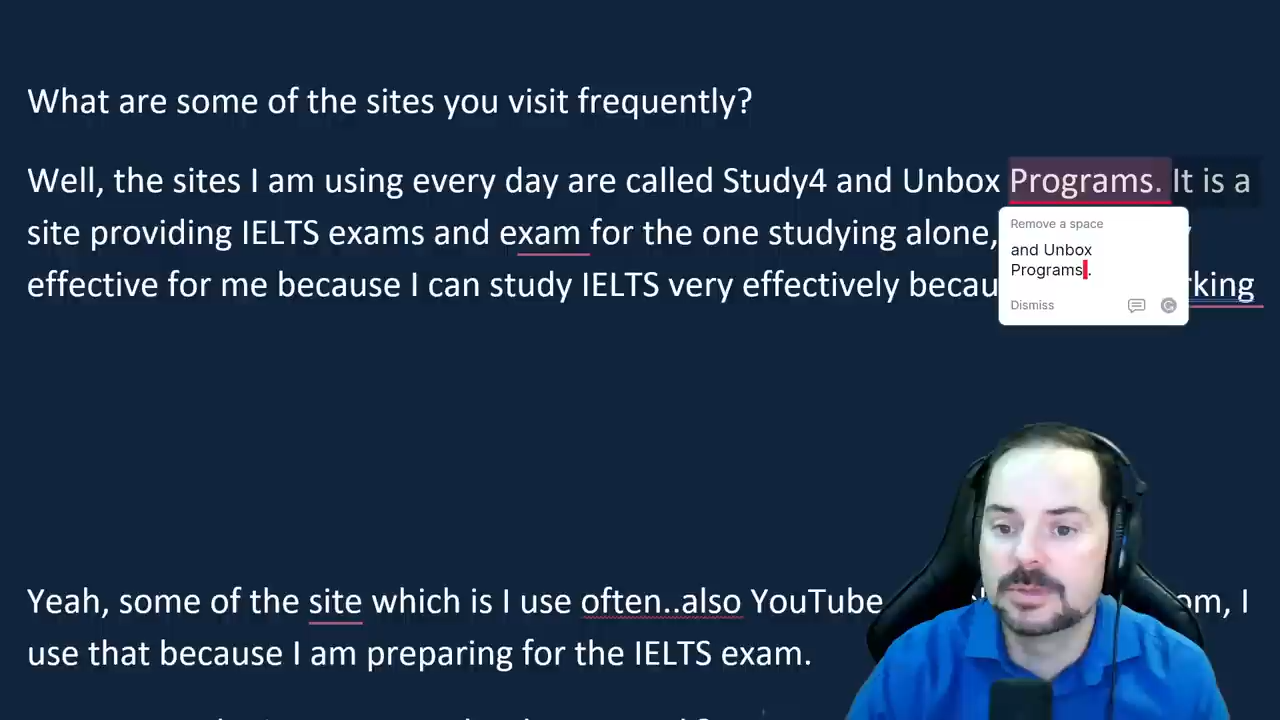 What are some of the sites you visit frequently?
Well, the sites I am using every day are called Study4 and Unbox Programs. It is a
site providing IELTS exams and exam for the one studying alone,
effective for me because I can study IELTS very effectively becau rking
Remove a space
and Unbox
Programs .
Dismiss
Yeah, some of the site which is I use often..also YouTube om, I
use that because I am preparing for the IELTS exam.